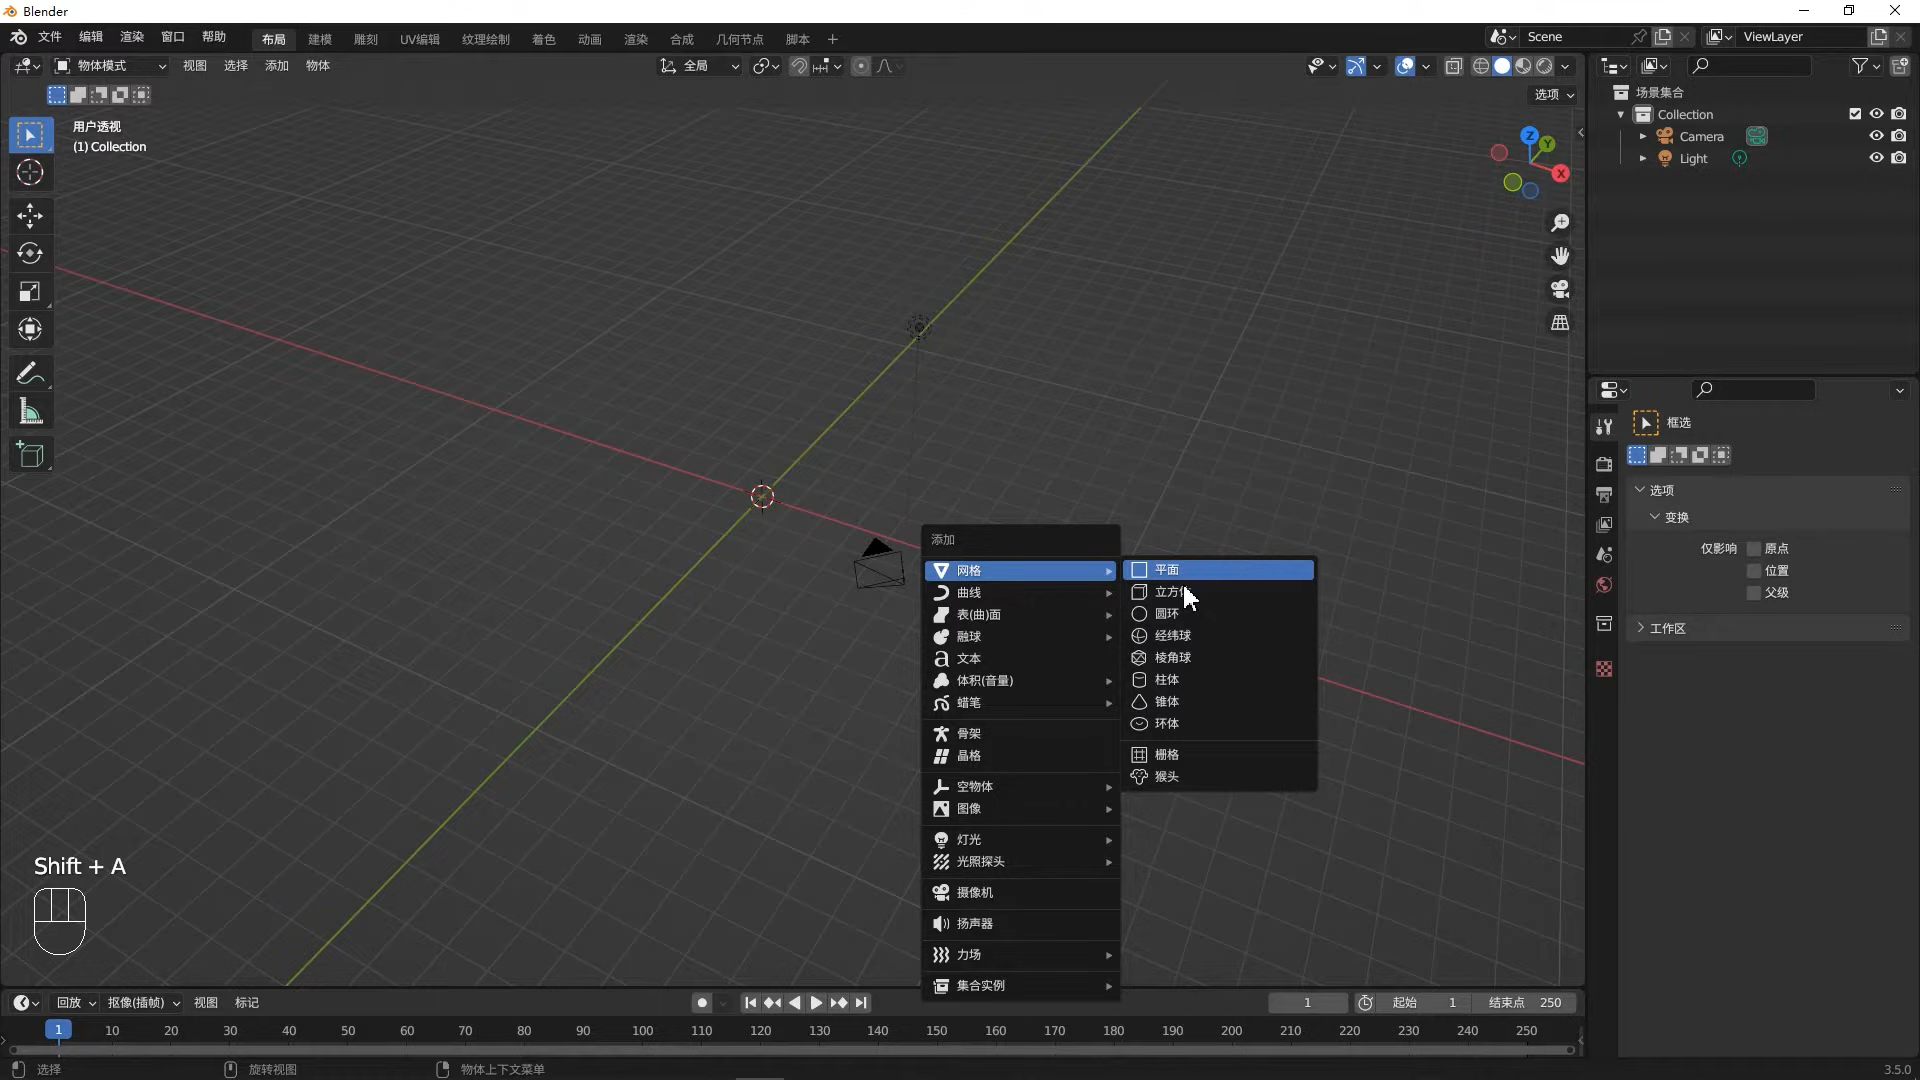 Blender
文件 编辑 渲染 窗口 帮助 布局 建模 雕刻 UV编辑 纹理绘制 着色 动画 渲染 合成 几何节点 脚本 + Scene ViewLayer
物体模式 视图 选择 添加 物体 全局
选项
用户透视
(1) Collection
Z
Y
X
场景集合
Collection
Camera
Light
框选
选项
变换
仅影响 原点
位置
父级
工作区
添加
网格
曲线
表(曲)面
融球
文本
体积(音量)
蜡笔
骨架
晶格
空物体
图像
灯光
光照探头
摄像机
扬声器
力场
集合实例
平面
立方
圆环
经纬球
棱角球
柱体
锥体
环体
栅格
猴头
Shift + A
回放 抠像(插帧) 视图 标记 1 起始 1 结束点 250
1 10 20 30 40 50 60 70 80 90 100 110 120 130 140 150 160 170 180 190 200 210 220 230 240 250
选择 旋转视图 物体上下文菜单 3.5.0